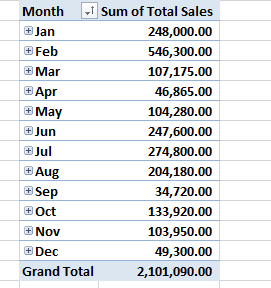 Month Sum of Total Sales
Jan 248,000.00
Feb 546,300.00
Mar 107,175.00
Apr 46,865.00
May 104,280.00
Jun 247,600.00
Jul 274,800.00
Aug 204,180.00
Sep 34,720.00
Oct 133,920.00
Nov 103,950.00
Dec 49,300.00
Grand Total 2,101,090.00